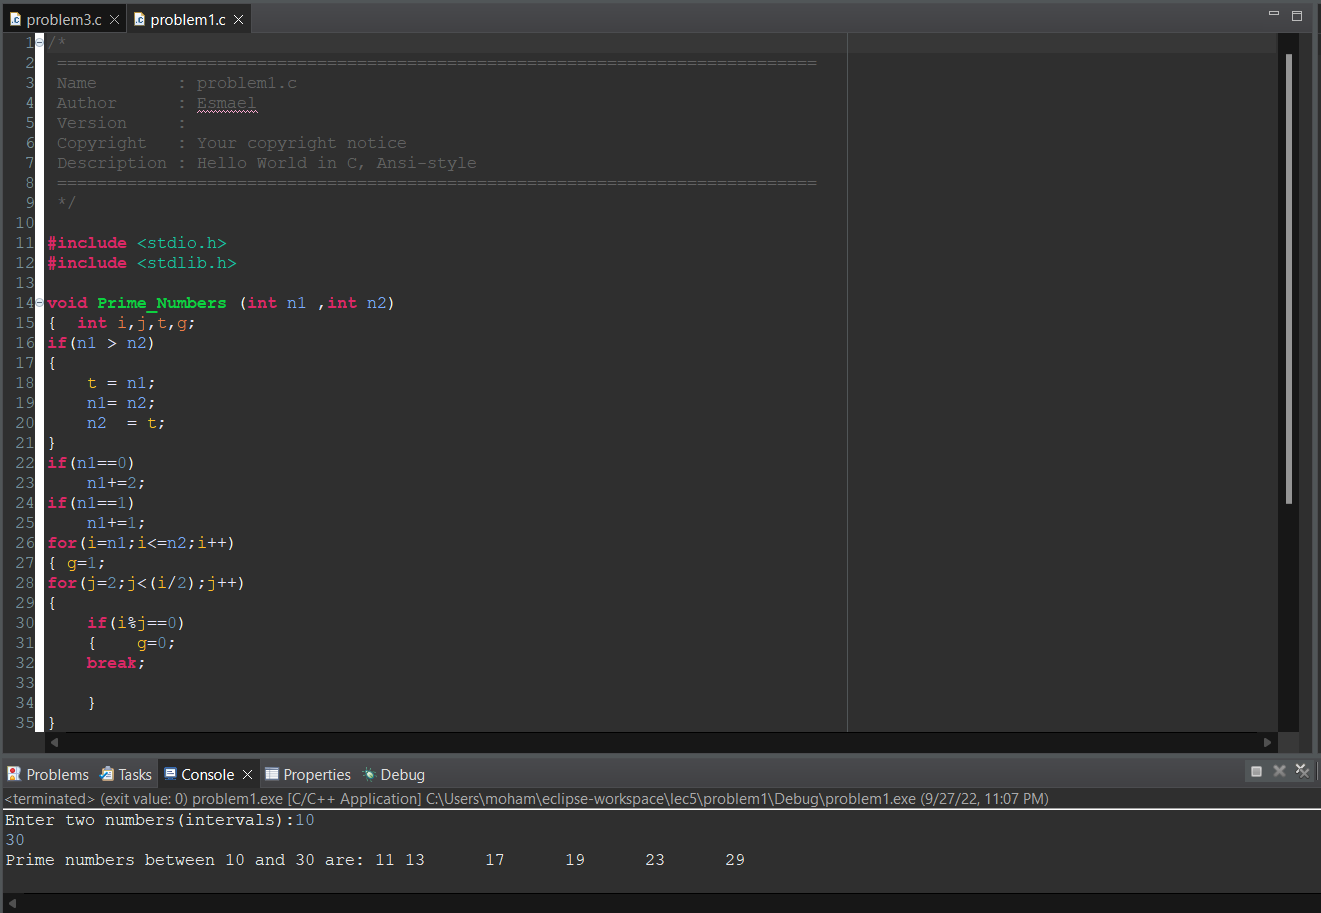 problem3.c problem1.c
1 /*
2 ============================================================================
3 Name        : problem1.c
4 Author      : Esmael
5 Version     :
6 Copyright   : Your copyright notice
7 Description : Hello World in C, Ansi-style
8 ============================================================================
9 */
10
11 #include <stdio.h>
12 #include <stdlib.h>
13
14 void Prime_Numbers (int n1 ,int n2)
15 {  int i,j,t,g;
16 if(n1 > n2)
17 {
18     t = n1;
19     n1= n2;
20     n2  = t;
21 }
22 if(n1==0)
23     n1+=2;
24 if(n1==1)
25     n1+=1;
26 for(i=n1;i<=n2;i++)
27 { g=1;
28 for(j=2;j<(i/2);j++)
29 {
30     if(i%j==0)
31     {    g=0;
32     break;
33
34     }
35 }
Problems Tasks Console Properties Debug
<terminated> (exit value: 0) problem1.exe [C/C++ Application] C:\Users\moham\eclipse-workspace\lec5\problem1\Debug\problem1.exe (9/27/22, 11:07 PM)
Enter two numbers(intervals):10
30
Prime numbers between 10 and 30 are: 11 13      17      19      23      29